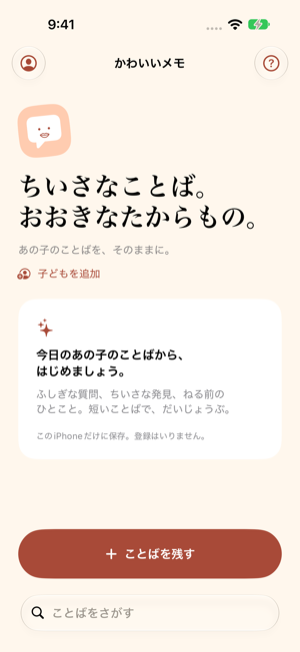 9:41
かわいいメモ
ちいさなことば。
おおきなたからもの。
あの子のことばを、そのままに。
子どもを追加
今日のあの子のことばから、
はじめましょう。
ふしぎな質問、ちいさな発見、ねる前の
ひとこと。短いことばで、だいじょうぶ。
このiPhoneだけに保存。登録はいりません。
＋ ことばを残す
ことばをさがす